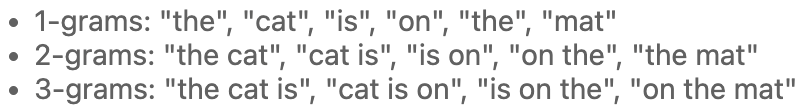 • 1-grams: "the", "cat", "is", "on", "the", "mat"
• 2-grams: "the cat", "cat is", "is on", "on the", "the mat"
• 3-grams: "the cat is", "cat is on", "is on the", "on the mat"